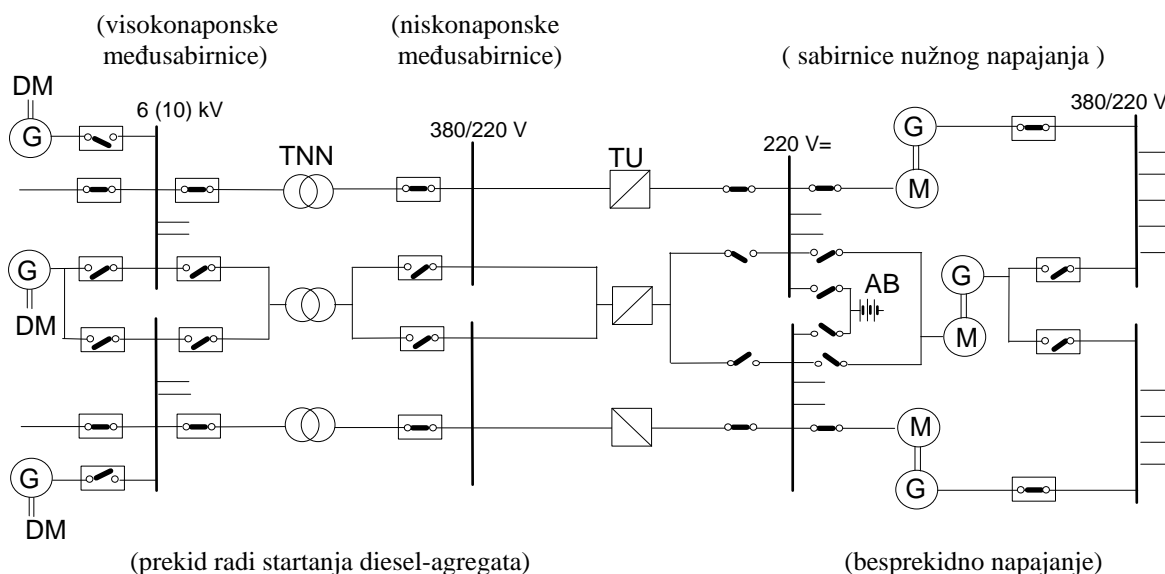 (visokonaponske
međusabirnice)
(niskonaponske
međusabirnice)
( sabirnice nužnog napajanja )
DM
6 (10) kV
380/220 V
380/220 V
G
G
TNN
TU
220 V=
M
G
DM
AB
G
M
M
G
DM
G
(prekid radi startanja diesel-agregata)
(besprekidno napajanje)